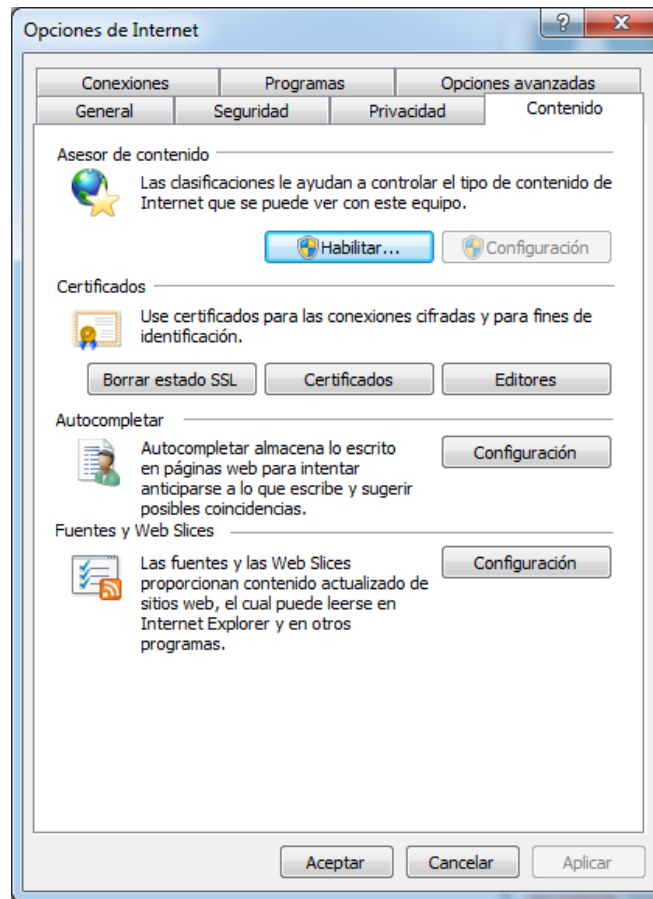 Opciones de Internet
? X
Conexiones Programas Opciones avanzadas
General Seguridad Privacidad Contenido
Asesor de contenido
Las clasificaciones le ayudan a controlar el tipo de contenido de
Internet que se puede ver con este equipo.
Habilitar... Configuración
Certificados
Use certificados para las conexiones cifradas y para fines de
identificación.
Borrar estado SSL Certificados Editores
Autocompletar
Autocompletar almacena lo escrito
en páginas web para intentar
anticiparse a lo que escribe y sugerir
posibles coincidencias.
Configuración
Fuentes y Web Slices
Las fuentes y las Web Slices
proporcionan contenido actualizado de
sitios web, el cual puede leerse en
Internet Explorer y en otros
programas.
Configuración
Aceptar Cancelar Aplicar